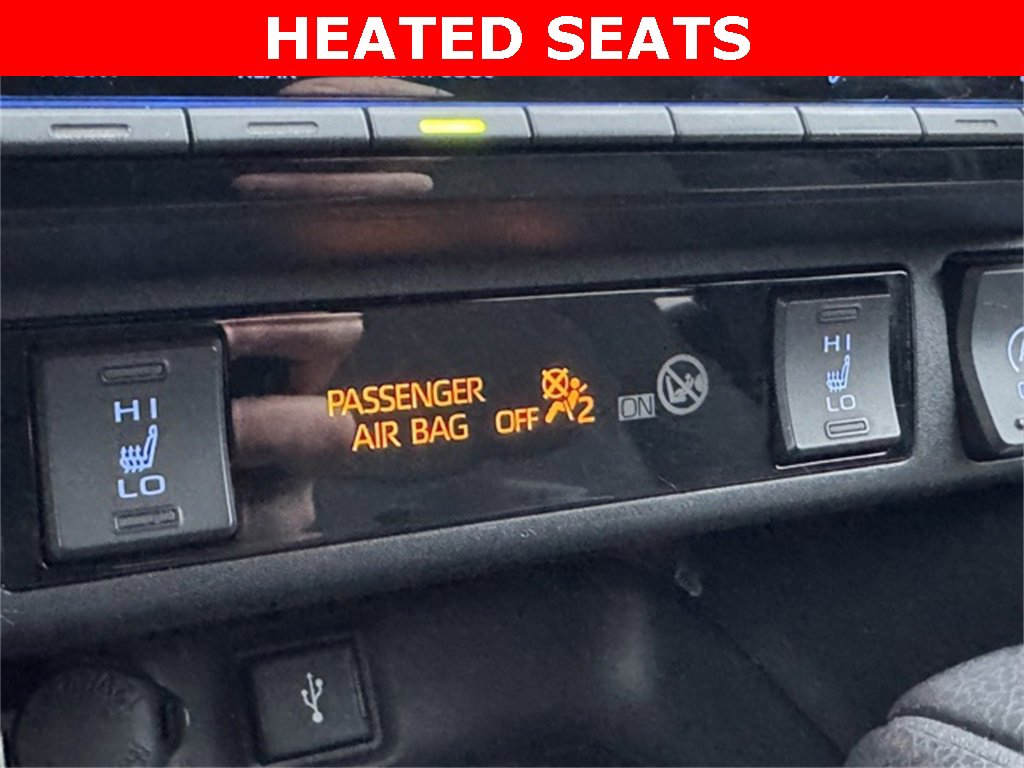 HEATED SEATS
HI
LO
PASSENGER
AIR BAG OFF 2 ON
HI
LO